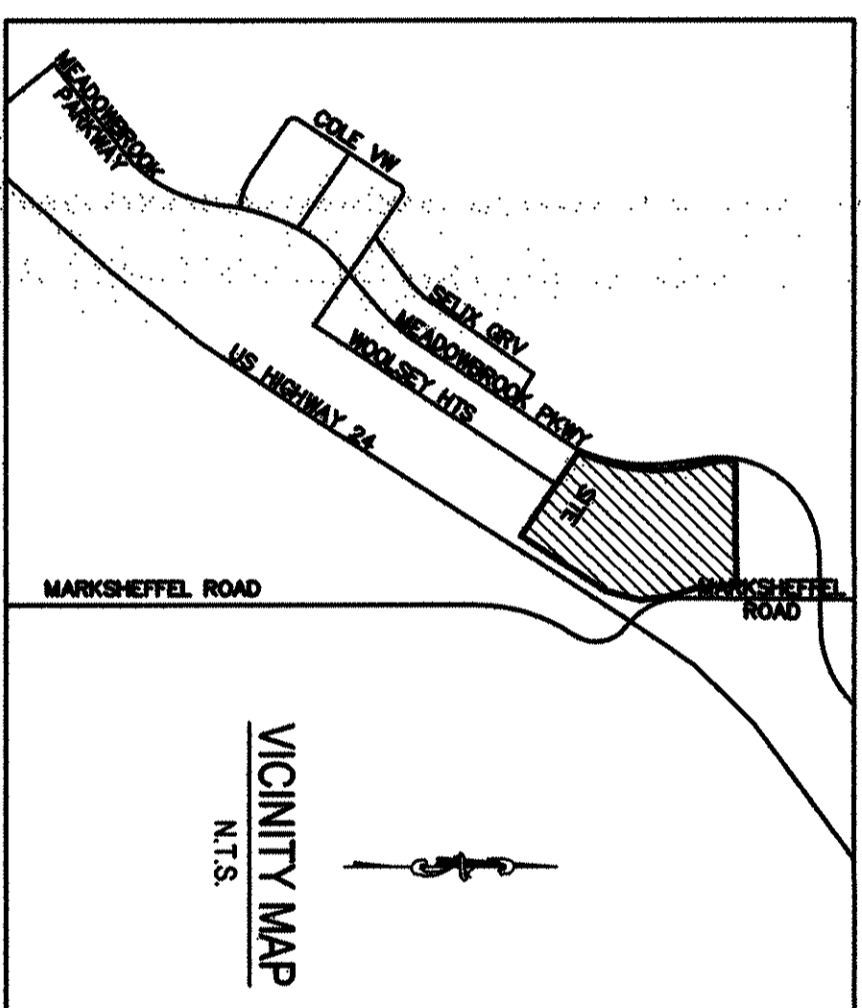 MEADOWBROOK
PARKWAY
COLE VW
SELIX GRV
MEADOWBROOK PKWY
WOOLSEY HTS
US HIGHWAY 24
SITE
MARKSHEFFEL ROAD
MARKSHEFFEL
ROAD
VICINITY MAP
N.T.S.